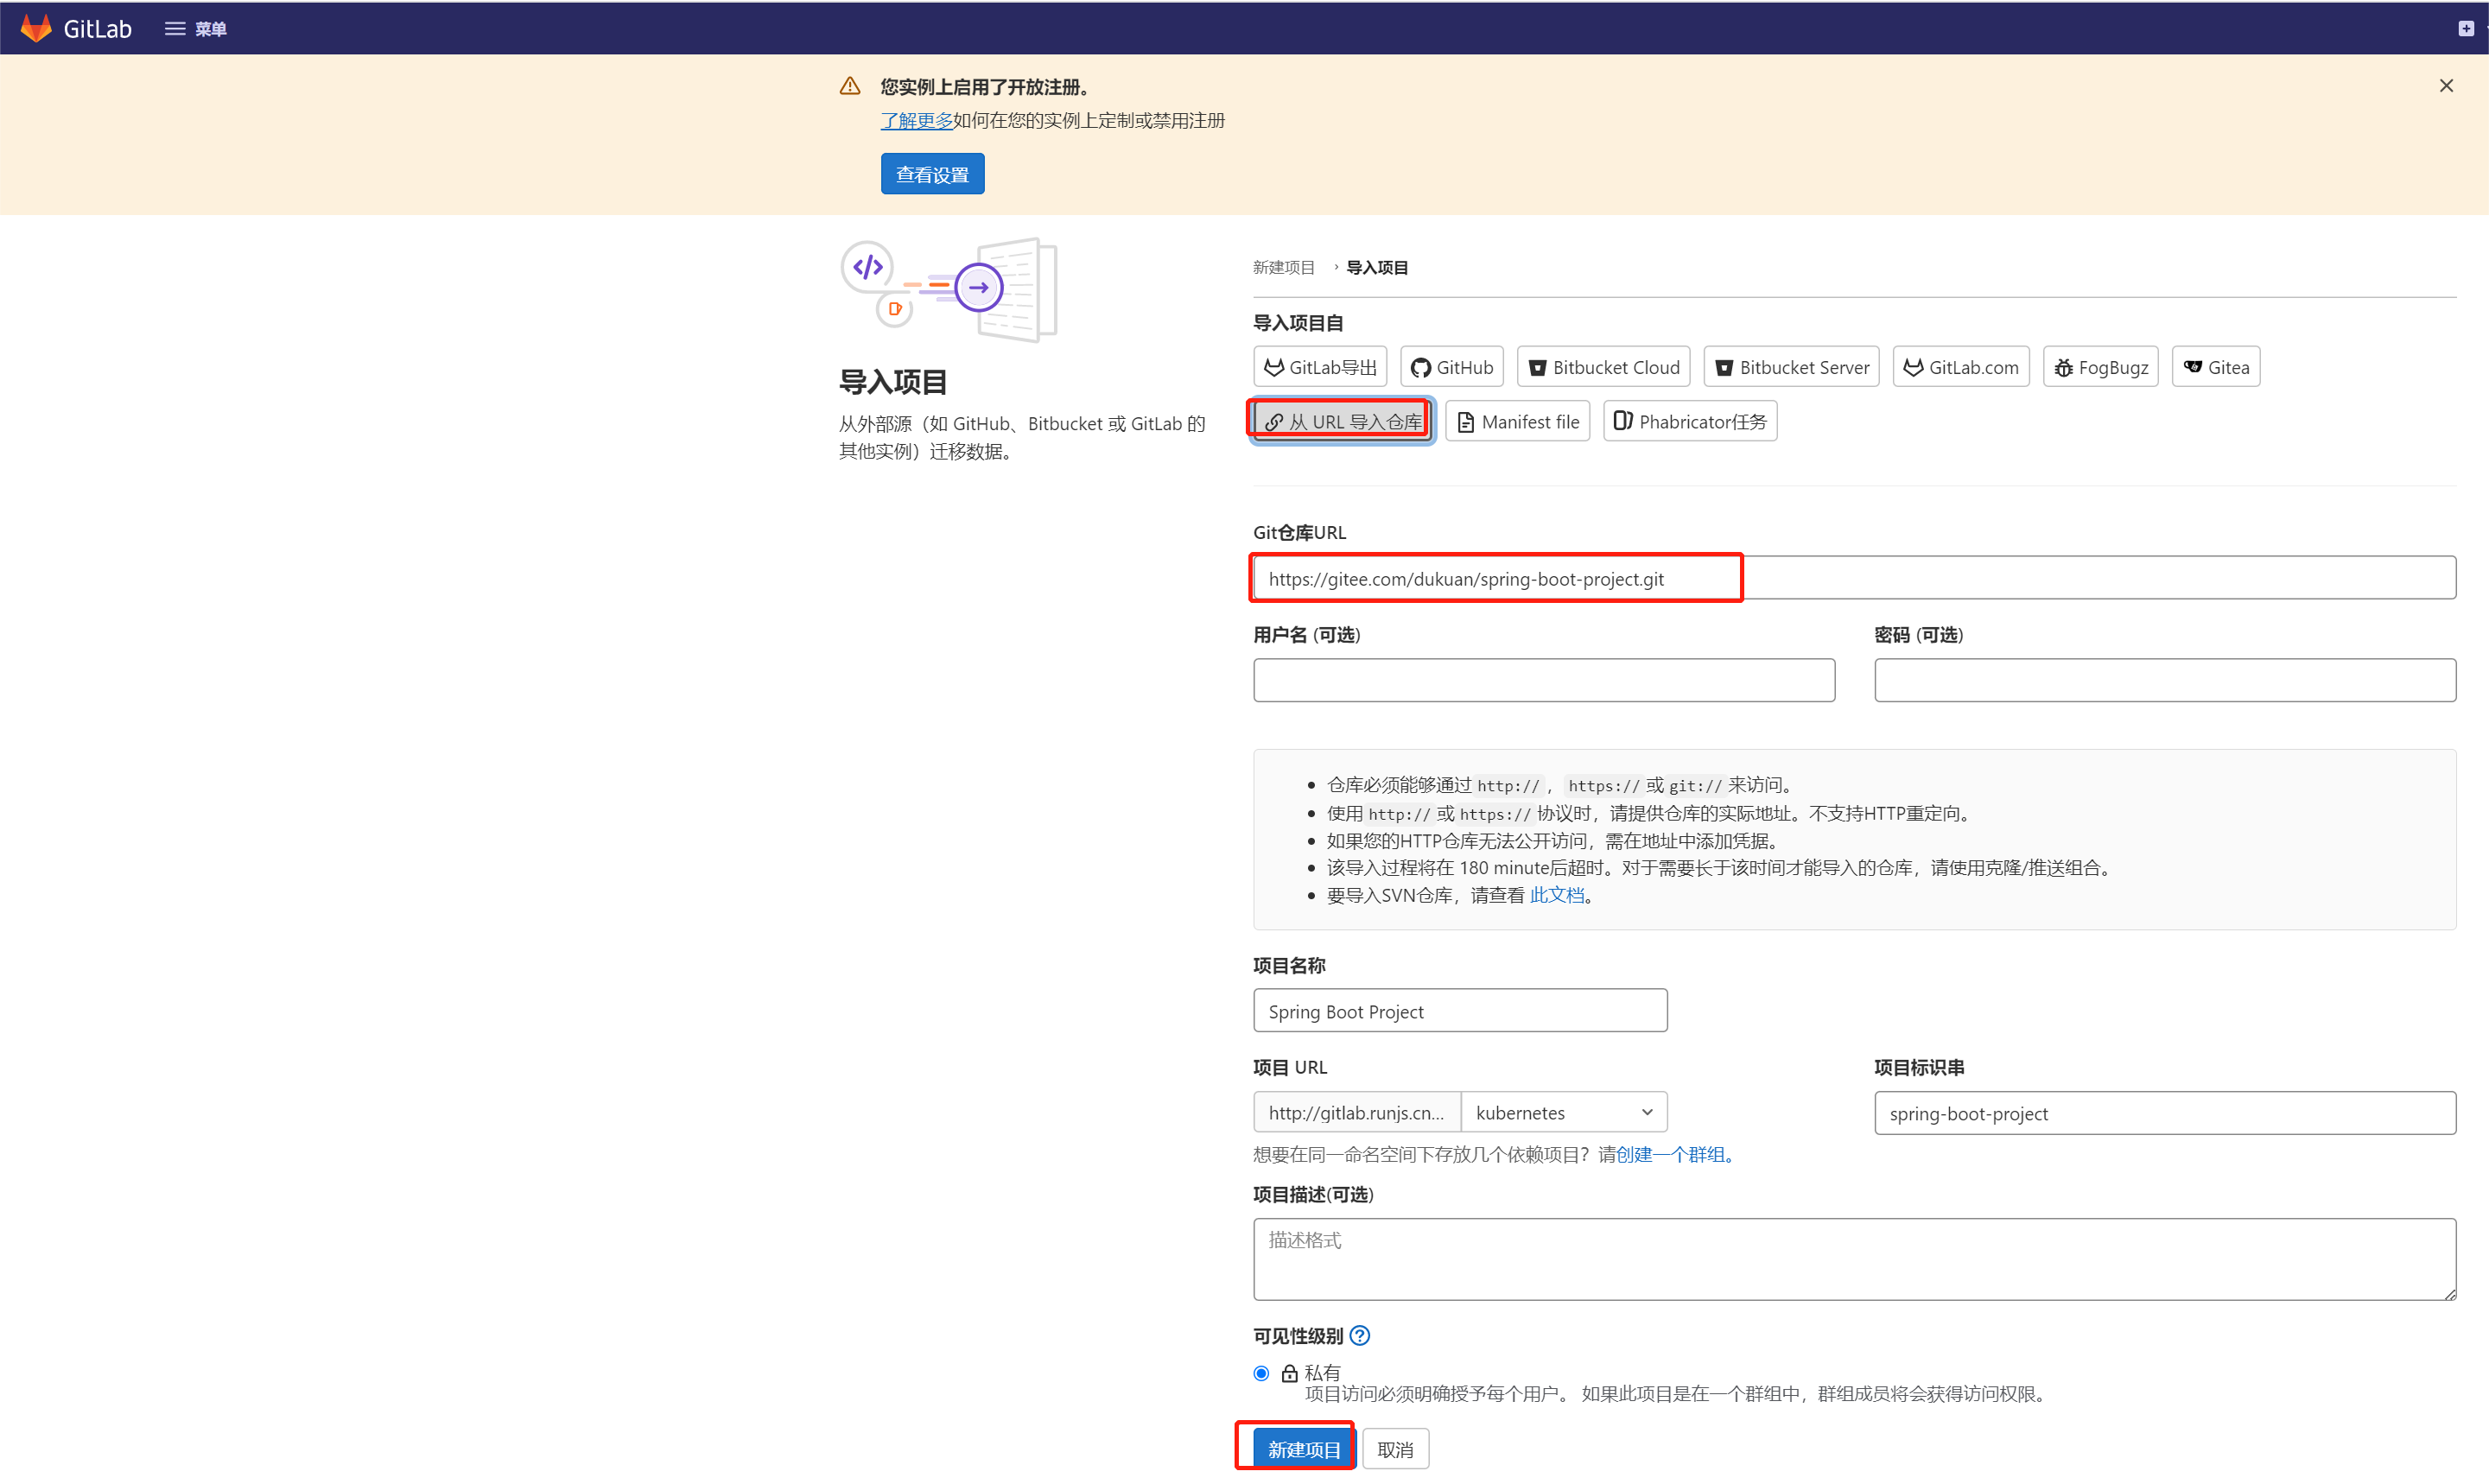 GitLab 菜单
您实例上启用了开放注册。
了解更多如何在您的实例上定制或禁用注册
查看设置
导入项目
从外部源（如 GitHub、Bitbucket 或 GitLab 的
其他实例）迁移数据。
新建项目 › 导入项目
导入项目自
GitLab导出 GitHub Bitbucket Cloud Bitbucket Server GitLab.com FogBugz Gitea
从 URL 导入仓库 Manifest file Phabricator任务
Git仓库URL
https://gitee.com/dukuan/spring-boot-project.git
用户名 (可选) 密码 (可选)
仓库必须能够通过 http://， https:// 或 git:// 来访问。
使用 http:// 或 https:// 协议时，请提供仓库的实际地址。不支持HTTP重定向。
如果您的HTTP仓库无法公开访问，需在地址中添加凭据。
该导入过程将在 180 minute后超时。对于需要长于该时间才能导入的仓库，请使用克隆/推送组合。
要导入SVN仓库，请查看 此文档。
项目名称
Spring Boot Project
项目 URL 项目标识串
http://gitlab.runjs.cn... kubernetes spring-boot-project
想要在同一命名空间下存放几个依赖项目？请创建一个群组。
项目描述(可选)
描述格式
可见性级别
私有
项目访问必须明确授予每个用户。 如果此项目是在一个群组中，群组成员将会获得访问权限。
新建项目 取消